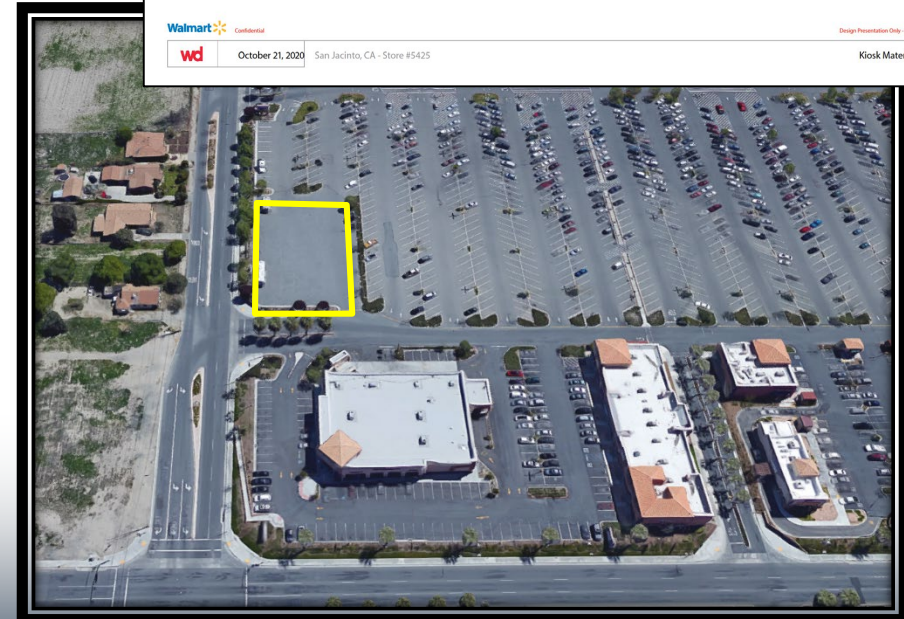 Walmart Confidential
Design Presentation Only -
wd October 21, 2020 San Jacinto, CA - Store #5425
Kiosk Mater